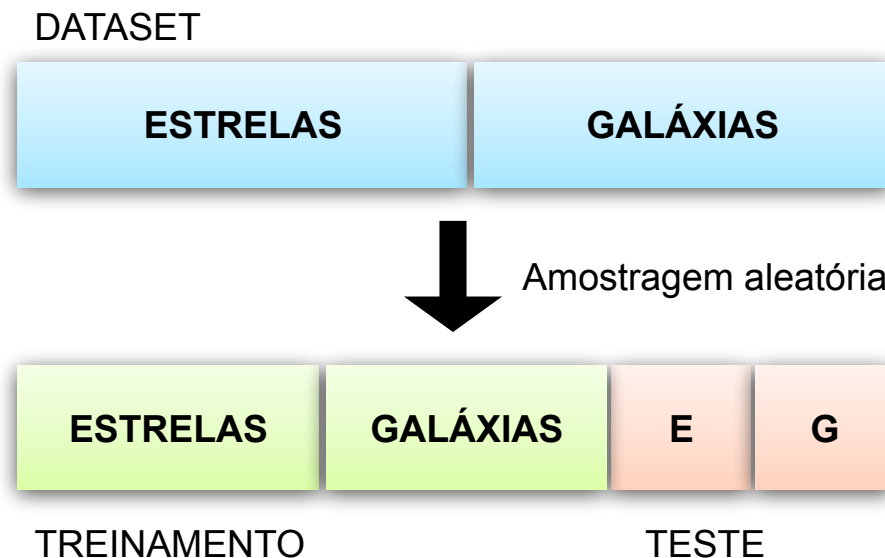 DATASET
ESTRELAS GALÁXIAS
Amostragem aleatória
ESTRELAS GALÁXIAS E G
TREINAMENTO TESTE